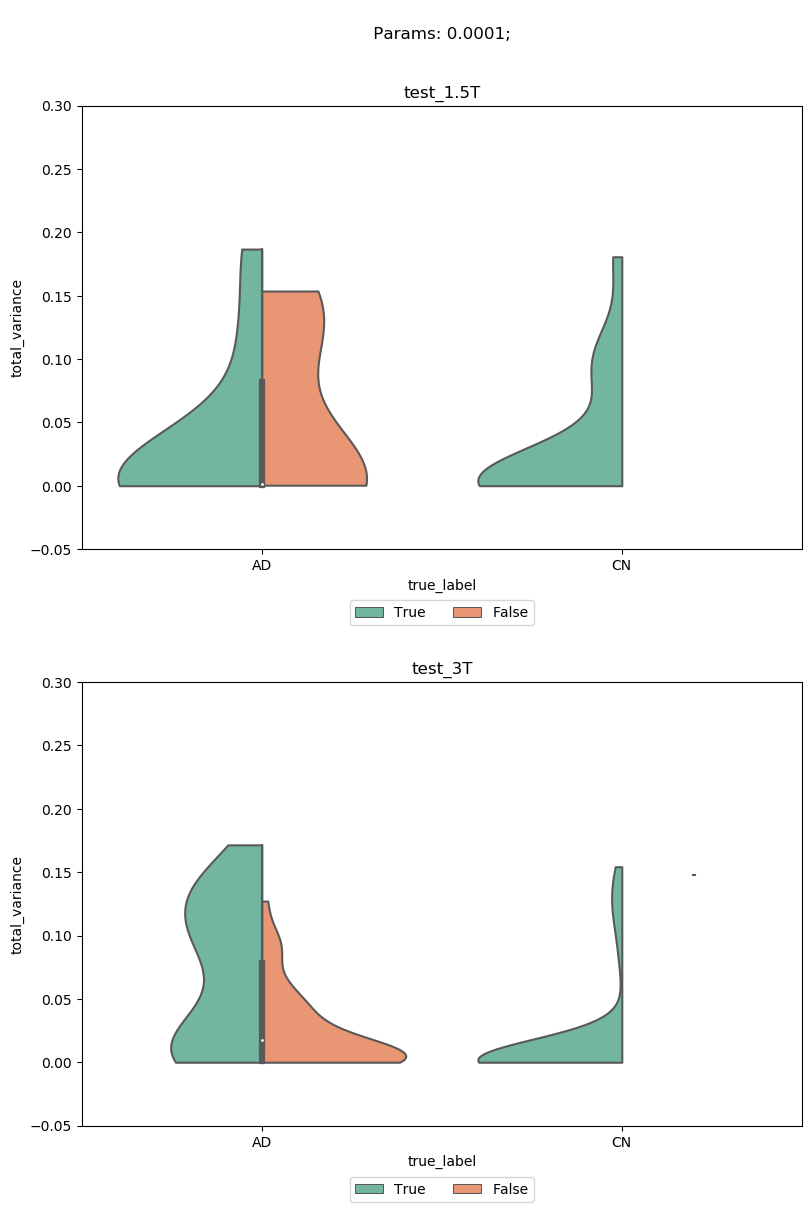 Params: 0.0001;
test_1.5T
0.30
0.25
0.20
0.15
0.10
0.05
0.00
−0.05
total_variance
AD CN
true_label
True False
test_3T
0.30
0.25
0.20
0.15
0.10
0.05
0.00
−0.05
total_variance
AD CN
true_label
True False